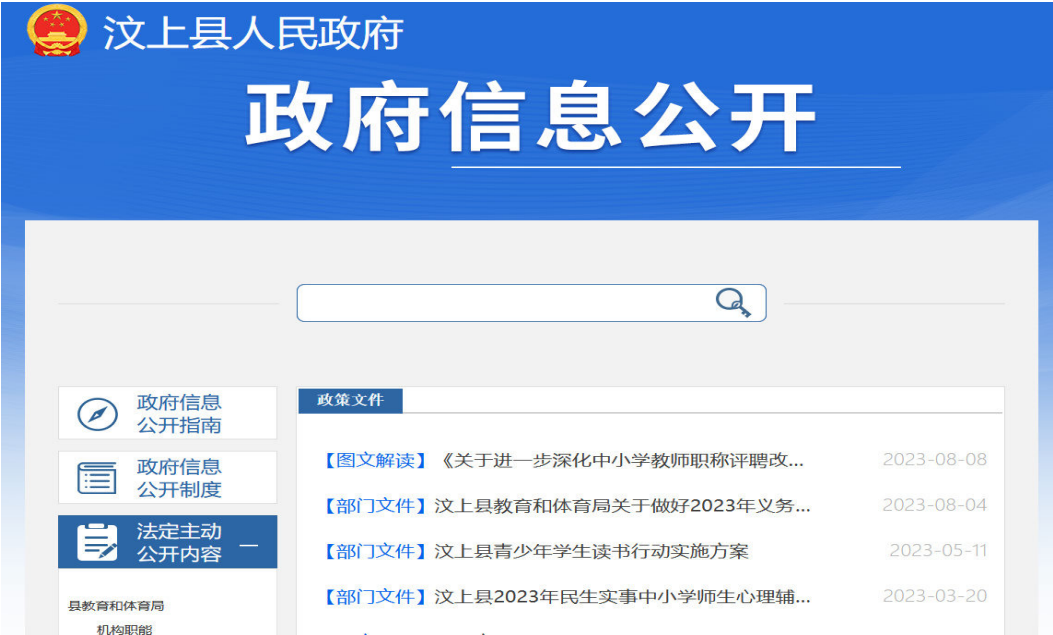 汶上县人民政府
政府信息公开
政府信息
公开指南
政府信息
公开制度
法定主动
公开内容
县教育和体育局
机构职能
政策文件
【图文解读】《关于进一步深化中小学教师职称评聘改... 2023-08-08
【部门文件】汶上县教育和体育局关于做好2023年义务... 2023-08-04
【部门文件】汶上县青少年学生读书行动实施方案 2023-05-11
【部门文件】汶上县2023年民生实事中小学师生心理辅... 2023-03-20